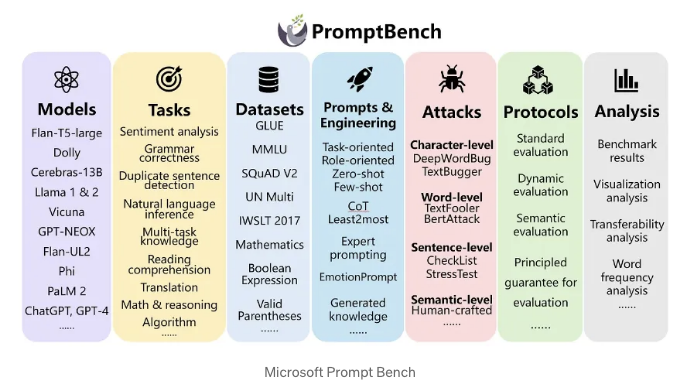 PromptBench
Models
Flan-T5-large
Dolly
Cerebras-13B
Llama 1 & 2
Vicuna
GPT-NEOX
Flan-UL2
Phi
PaLM 2
ChatGPT, GPT-4
......
Tasks
Sentiment analysis
Grammar
correctness
Duplicate sentence
detection
Natural language
inference
Multi-task
knowledge
Reading
comprehension
Translation
Math & reasoning
Algorithm
......
Datasets
GLUE
MMLU
SQuAD V2
UN Multi
IWSLT 2017
Mathematics
Boolean
Expression
Valid
Parentheses
......
Prompts &
Engineering
Task-oriented
Role-oriented
Zero-shot
Few-shot
CoT
Least2most
Expert
prompting
EmotionPrompt
Generated
knowledge
......
Attacks
Character-level
DeepWordBug
TextBugger
Word-level
TextFooler
BertAttack
Sentence-level
CheckList
StressTest
Semantic-level
Human-crafted
......
Protocols
Standard
evaluation
Dynamic
evaluation
Semantic
evaluation
Principled
guarantee for
evaluation
......
Analysis
Benchmark
results
Visualization
analysis
Transferability
analysis
Word
frequency
analysis
......
Microsoft Prompt Bench